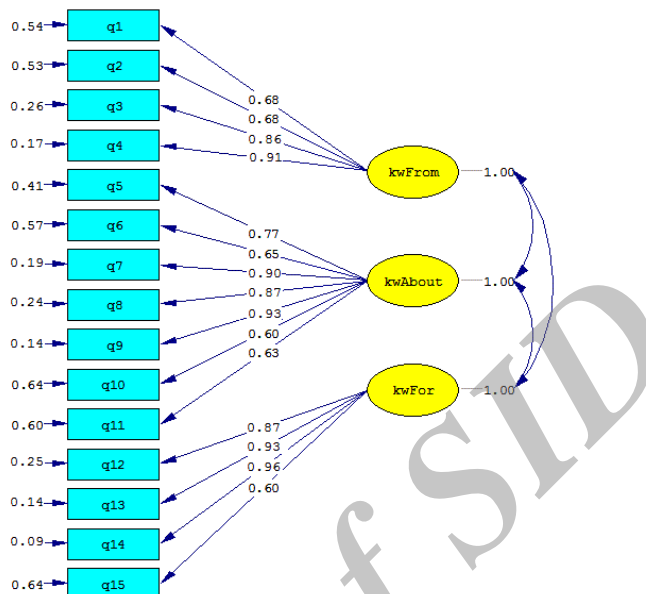 0.54 q1
0.53 q2
0.26 q3
0.17 q4
0.41 q5
0.57 q6
0.19 q7
0.24 q8
0.14 q9
0.64 q10
0.60 q11
0.25 q12
0.14 q13
0.09 q14
0.64 q15
0.68
0.68
0.86
0.91
0.77
0.65
0.90
0.87
0.93
0.60
0.63
0.87
0.93
0.96
0.60
kwFrom 1.00
kwAbout 1.00
kwFor 1.00
f SID